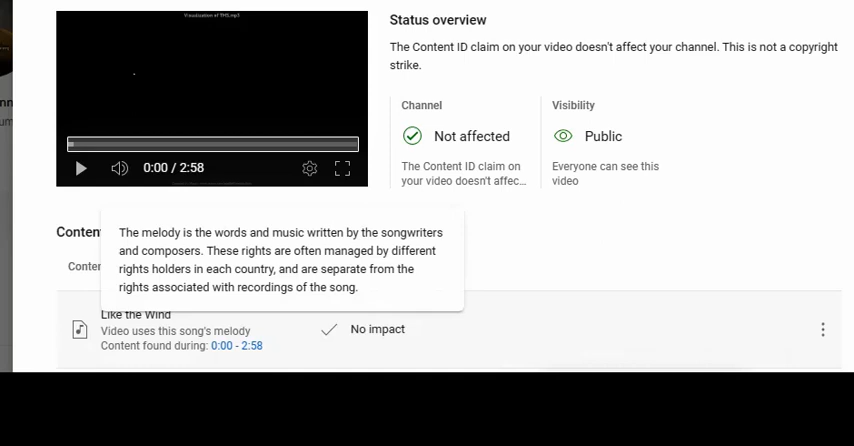 Visualization of TMS.mp3
Status overview
The Content ID claim on your video doesn't affect your channel. This is not a copyright
strike.
Channel
Not affected
The Content ID claim on
your video doesn't affec...
Visibility
Public
Everyone can see this
video
0:00 / 2:58
Conten
The melody is the words and music written by the songwriters
and composers. These rights are often managed by different
rights holders in each country, and are separate from the
rights associated with recordings of the song.
Conter
Like the Wind
Video uses this song's melody
Content found during: 0:00 - 2:58
No impact